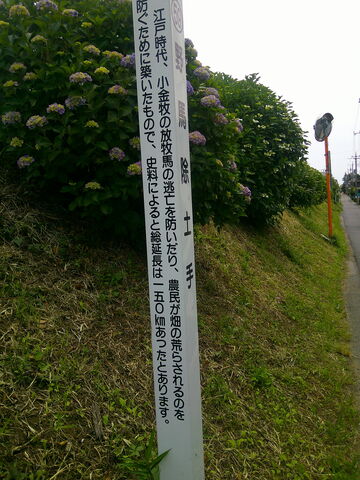 野馬除土手
江戸時代、小金牧の放牧馬の逃亡を防いだり、農民が畑の荒らされるのを
防ぐために築いたもので、史料によると総延長は一五〇kmあったとあります。